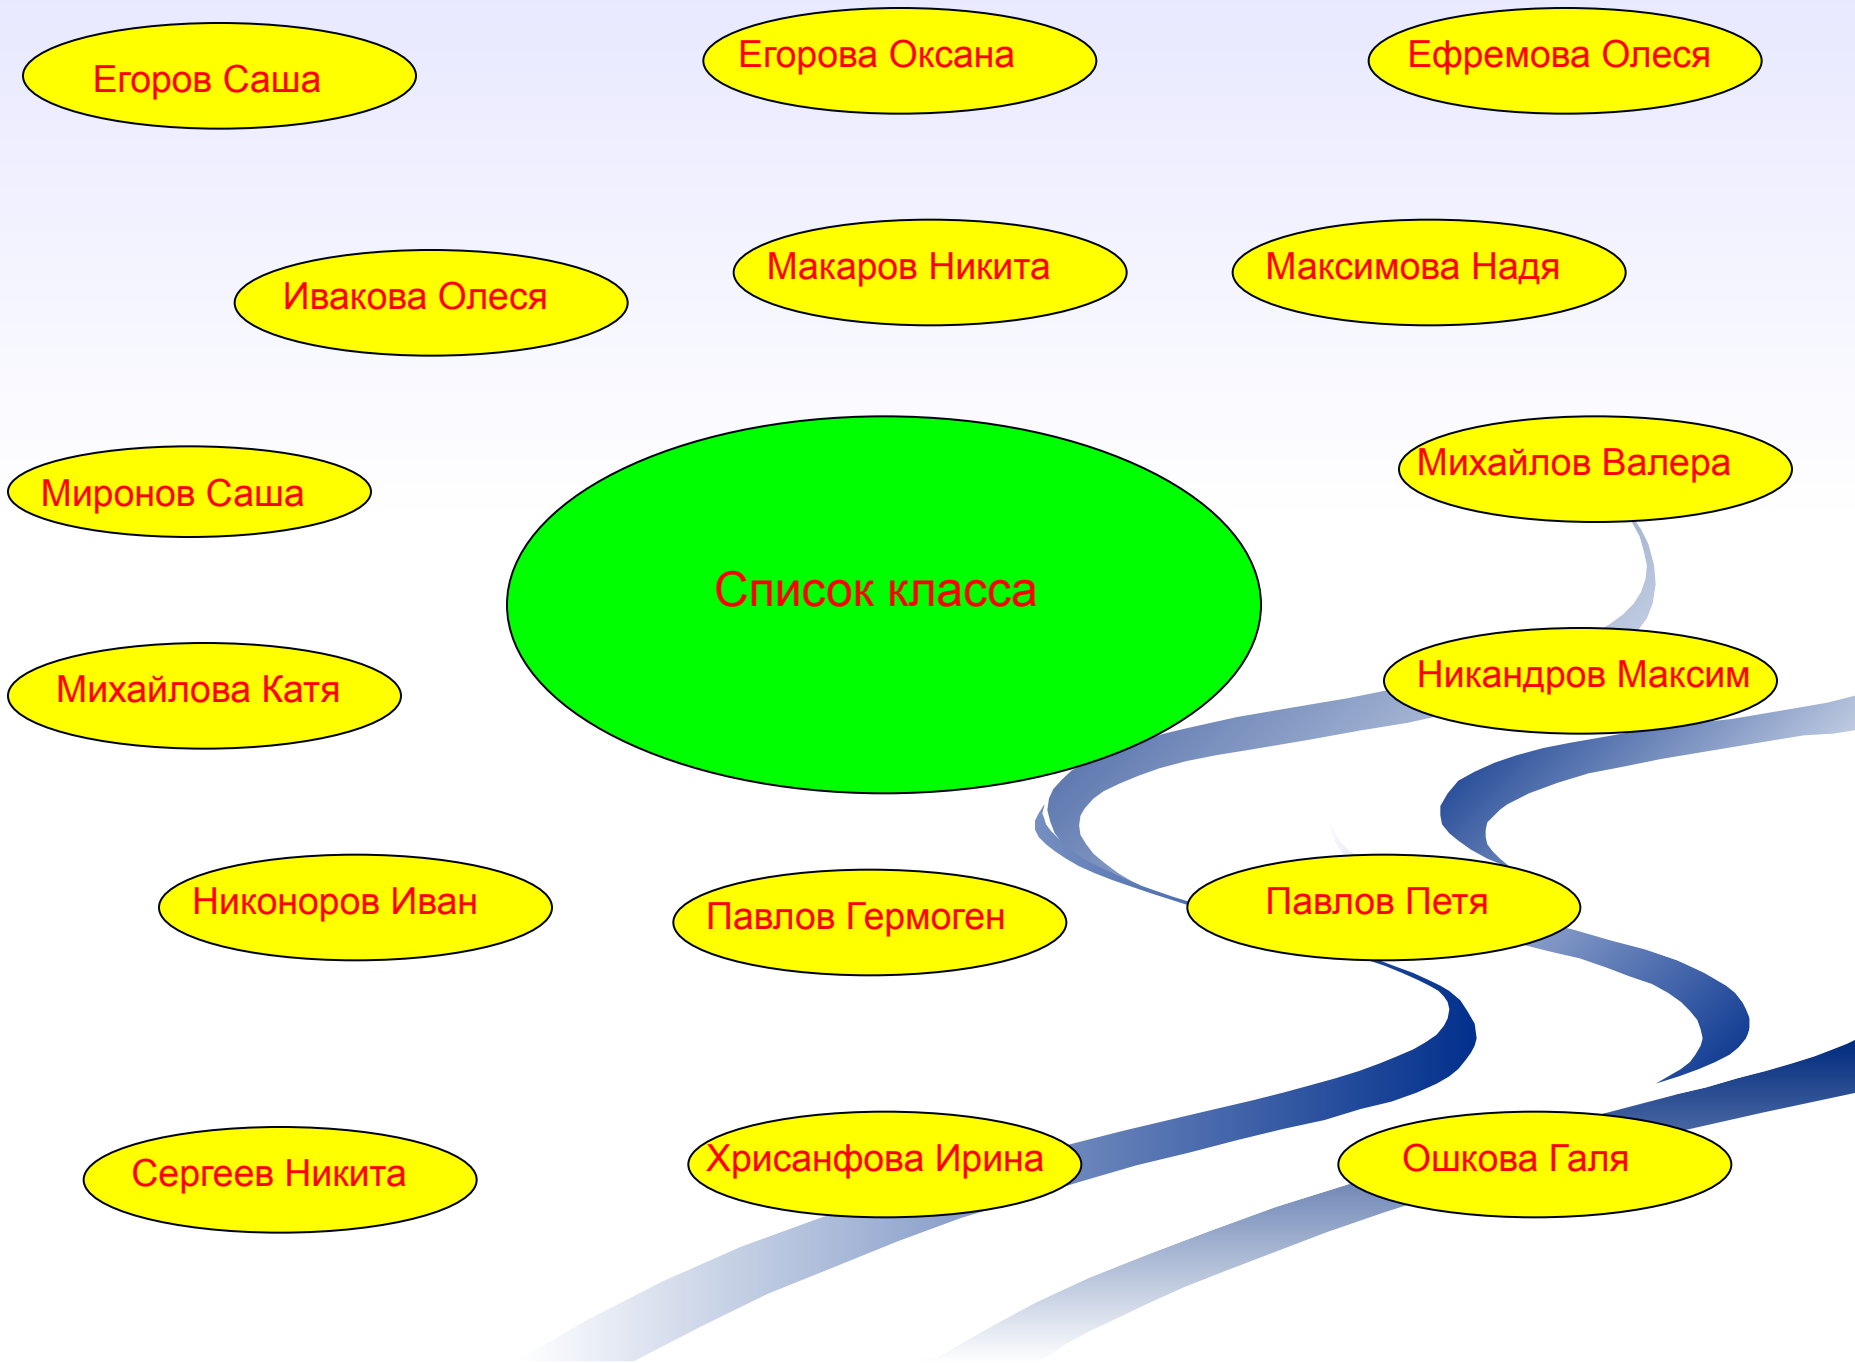 Егоров Саша
Егорова Оксана
Ефремова Олеся
Ивакова Олеся
Макаров Никита
Максимова Надя
Миронов Саша
Список класса
Михайлов Валера
Михайлова Катя
Никандров Максим
Никоноров Иван
Павлов Гермоген
Павлов Петя
Сергеев Никита
Хрисанфова Ирина
Ошкова Галя